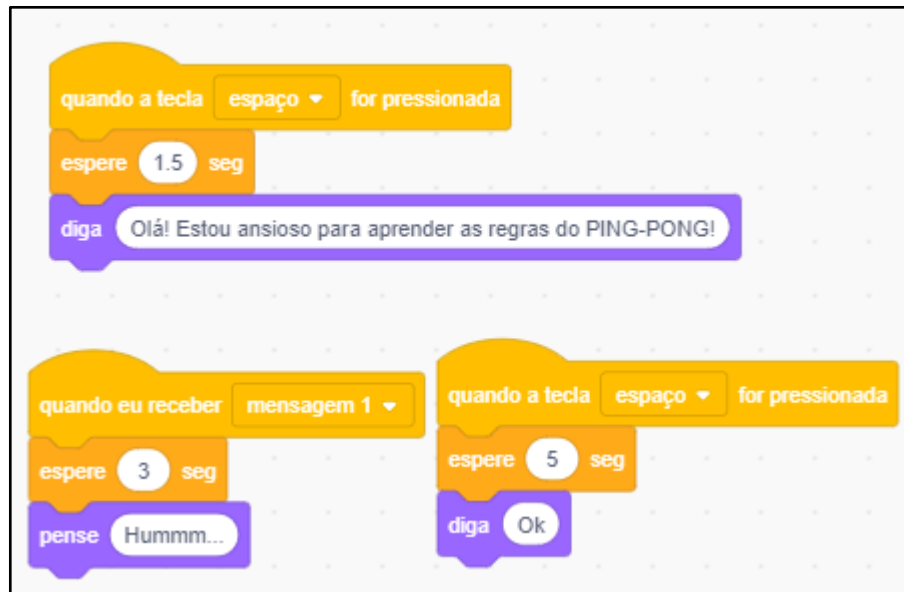 quando a tecla espaço for pressionada
espere 1.5 seg
diga Olá! Estou ansioso para aprender as regras do PING-PONG!
quando eu receber mensagem 1
espere 3 seg
pense Hummm...
quando a tecla espaço for pressionada
espere 5 seg
diga Ok